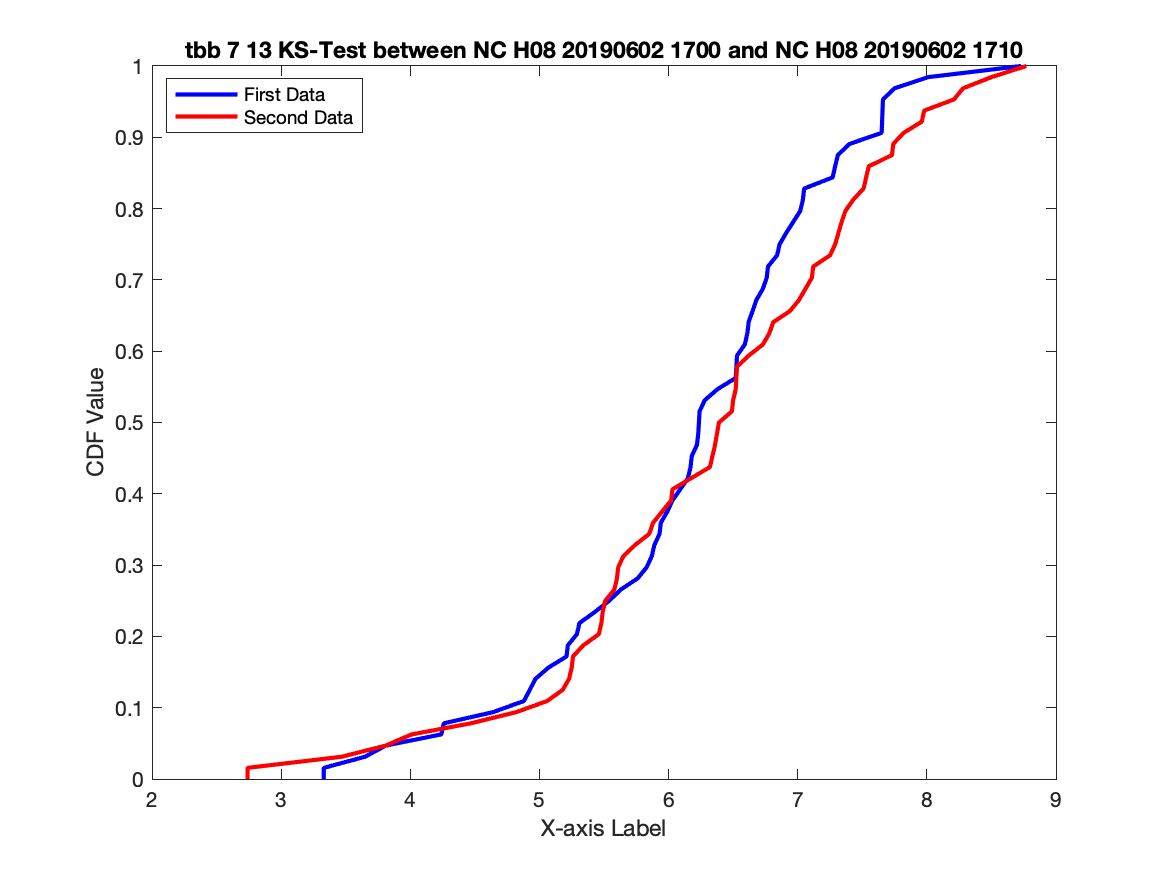 tbb 7 13 KS-Test between NC H08 20190602 1700 and NC H08 20190602 1710
First Data
Second Data
CDF Value
1
0.9
0.8
0.7
0.6
0.5
0.4
0.3
0.2
0.1
0
2 3 4 5 6 7 8 9
X-axis Label